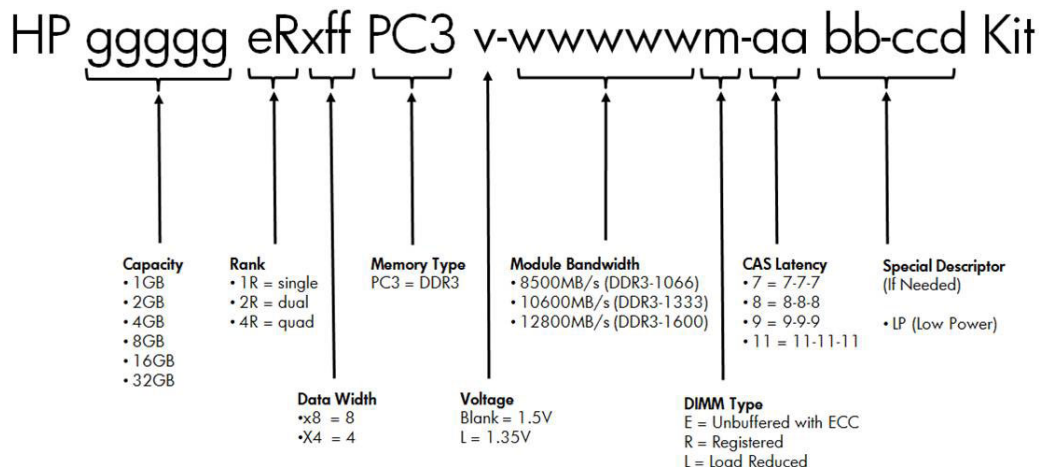 HP ggggg eRxff PC3 v-wwwwwm-aa bb-ccd Kit
Capacity
• 1GB
• 2GB
• 4GB
• 8GB
• 16GB
• 32GB
Rank
• 1R = single
• 2R = dual
• 4R = quad
Memory Type
PC3 = DDR3
Module Bandwidth
• 8500MB/s (DDR3-1066)
• 10600MB/s (DDR3-1333)
• 12800MB/s (DDR3-1600)
CAS Latency
• 7 = 7-7-7
• 8 = 8-8-8
• 9 = 9-9-9
• 11 = 11-11-11
Special Descriptor
(If Needed)
• LP (Low Power)
Data Width
•x8 = 8
•X4 = 4
Voltage
Blank = 1.5V
L = 1.35V
DIMM Type
E = Unbuffered with ECC
R = Registered
L = Load Reduced